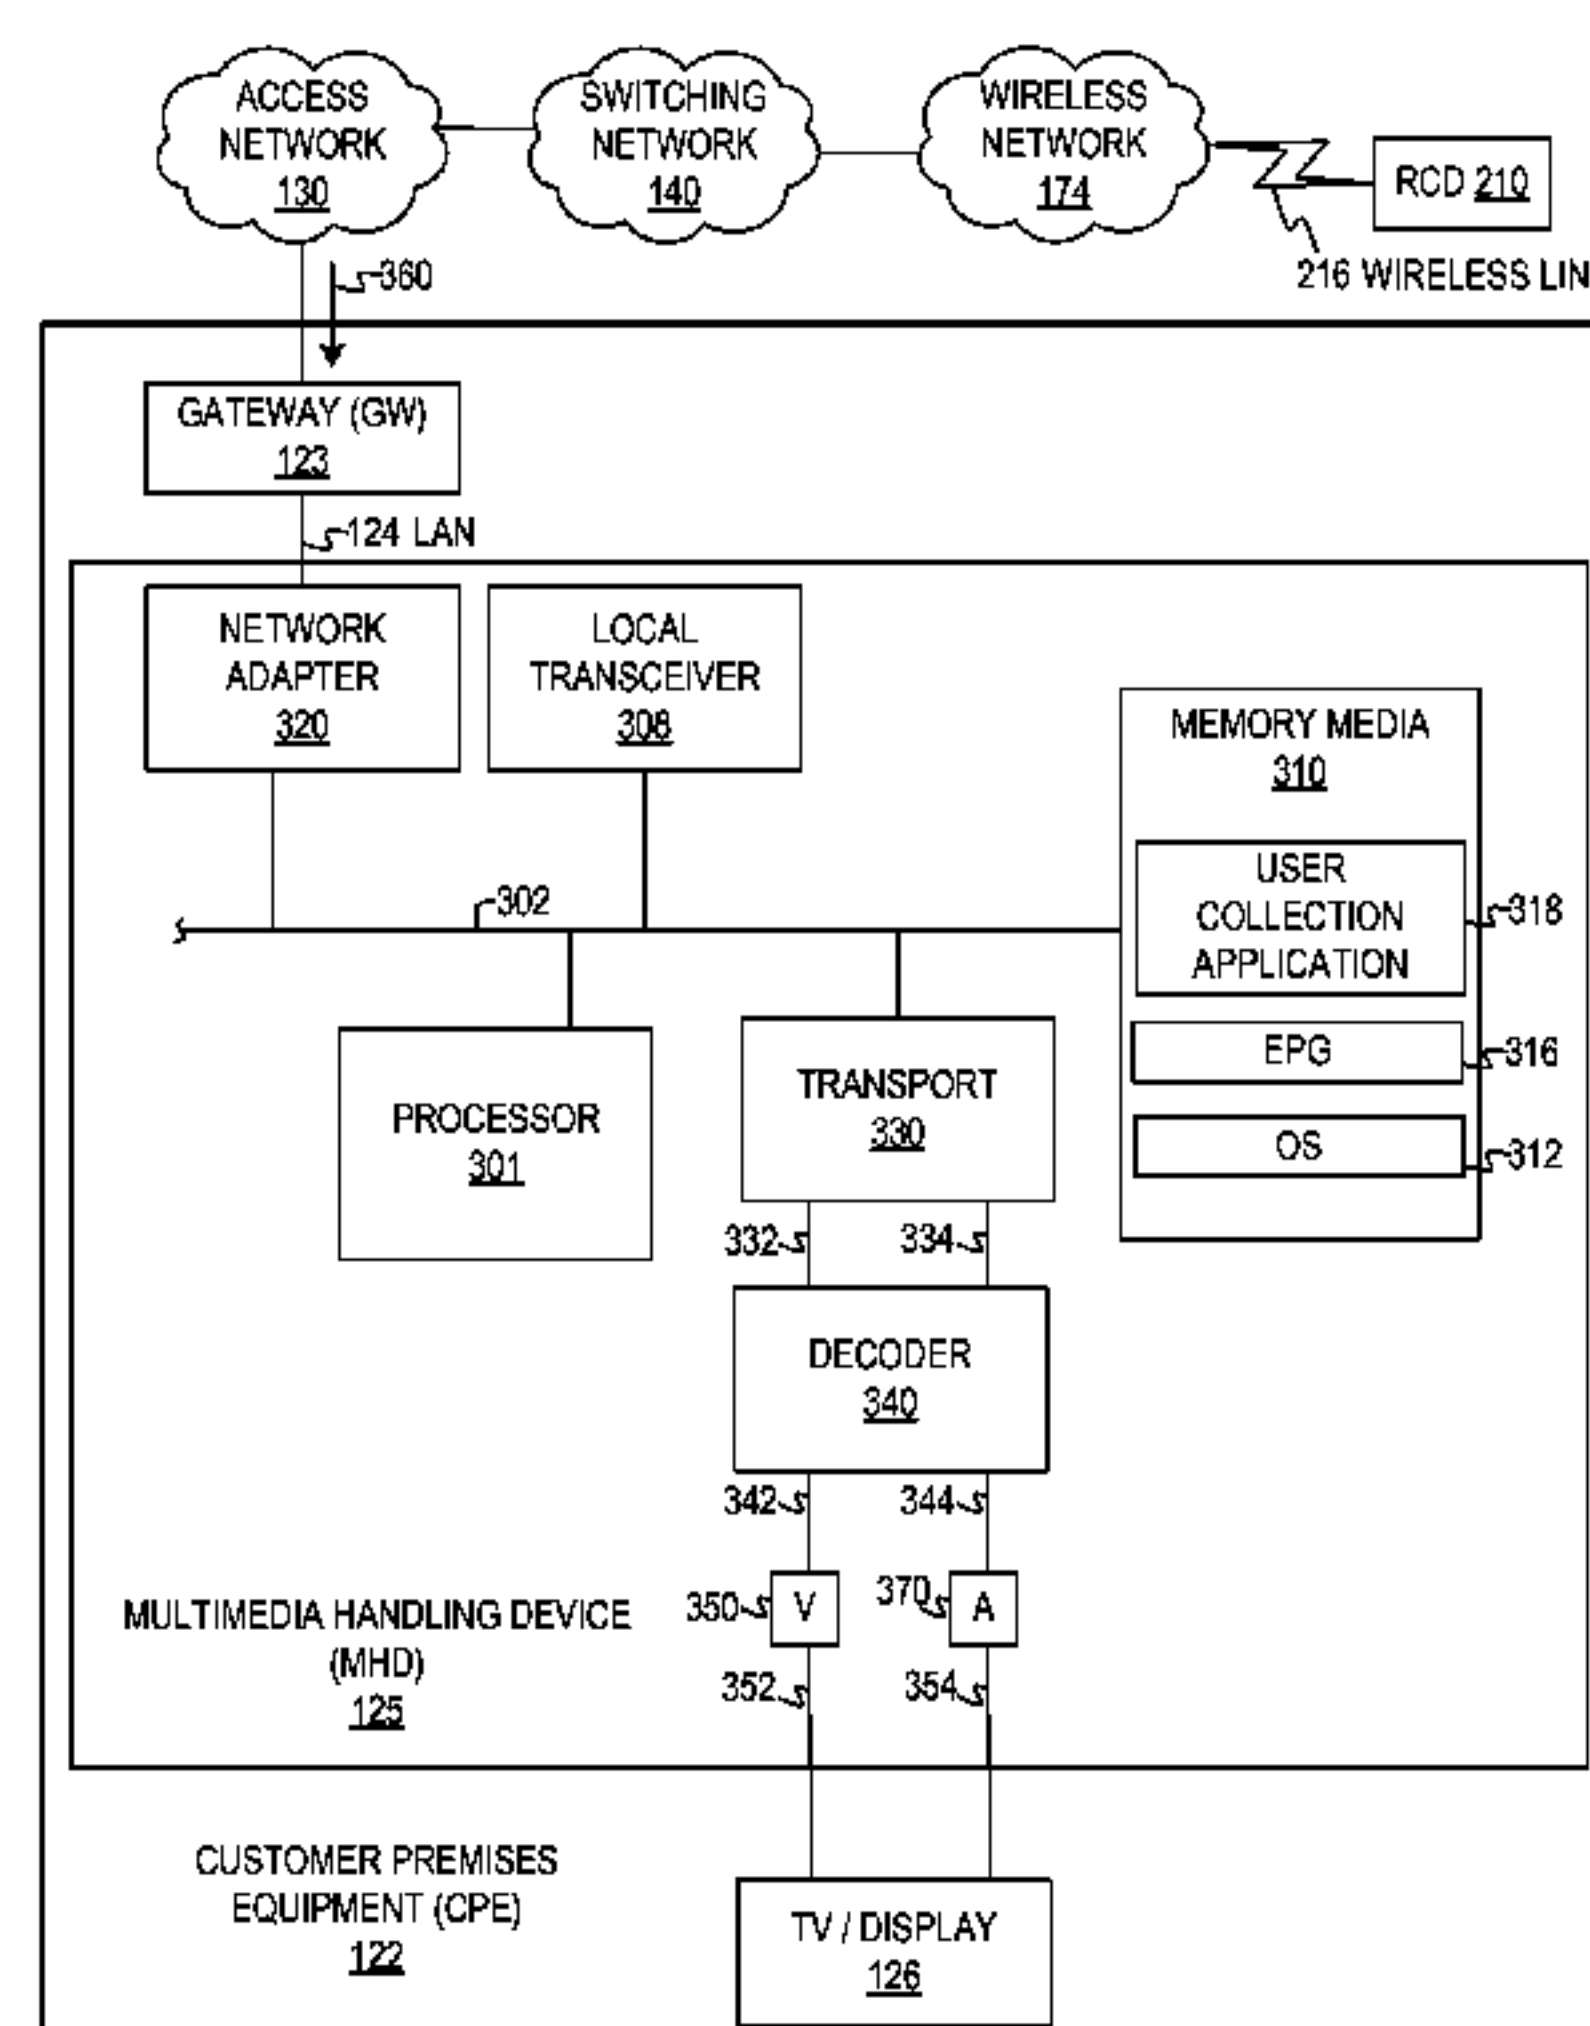 ACCESS
NETWORK
130
SWITCHING
NETWORK
140
WIRELESS
NETWORK
174
RCD 210
216 WIRELESS LIN
360
GATEWAY (GW)
123
124 LAN
NETWORK
ADAPTER
320
LOCAL
TRANSCEIVER
308
MEMORY MEDIA
310
USER
COLLECTION
APPLICATION
318
302
EPG
316
OS
312
PROCESSOR
301
TRANSPORT
330
332
334
DECODER
340
342
344
350
V
370
A
352
354
MULTIMEDIA HANDLING DEVICE
(MHD)
125
CUSTOMER PREMISES
EQUIPMENT (CPE)
122
TV / DISPLAY
126